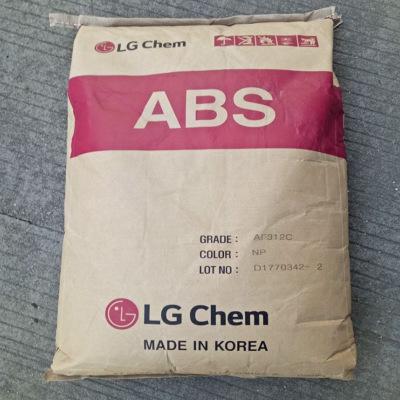 LG Chem
ABS
GRADE : AF312C
COLOR : NP
LOT NO : D1770342- 2
LG Chem
MADE IN KOREA